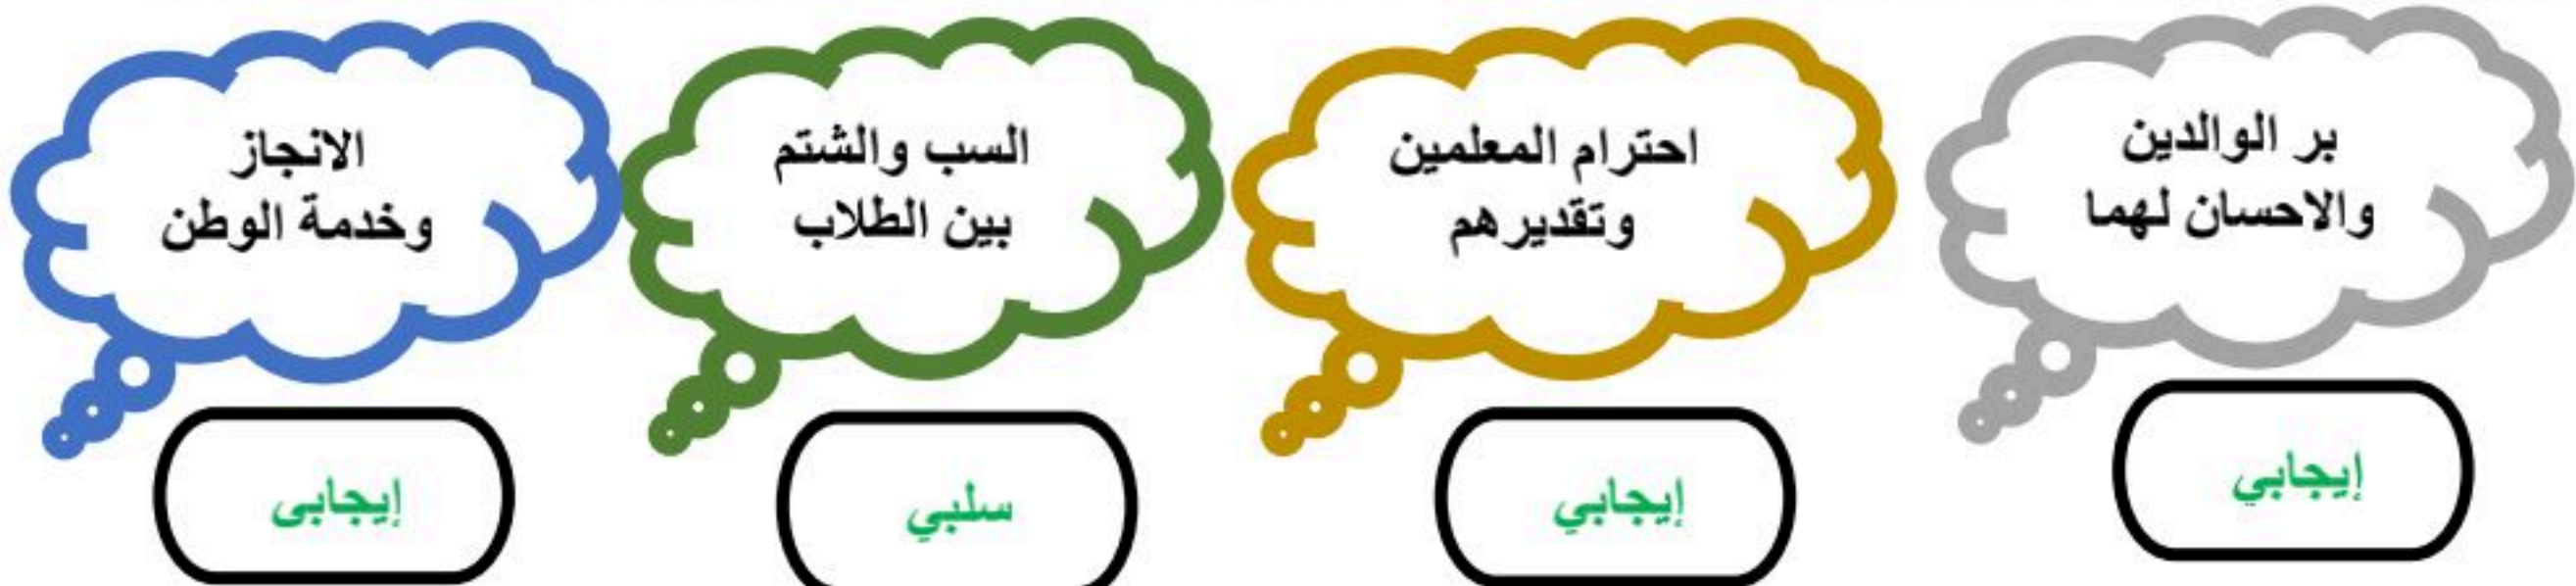 بر الوالدين
والاحسان لهما
احترام المعلمين
وتقديرهم
السب والشتم
بين الطلاب
الانجاز
وخدمة الوطن
إيجابي
إيجابي
سلبي
إيجابى